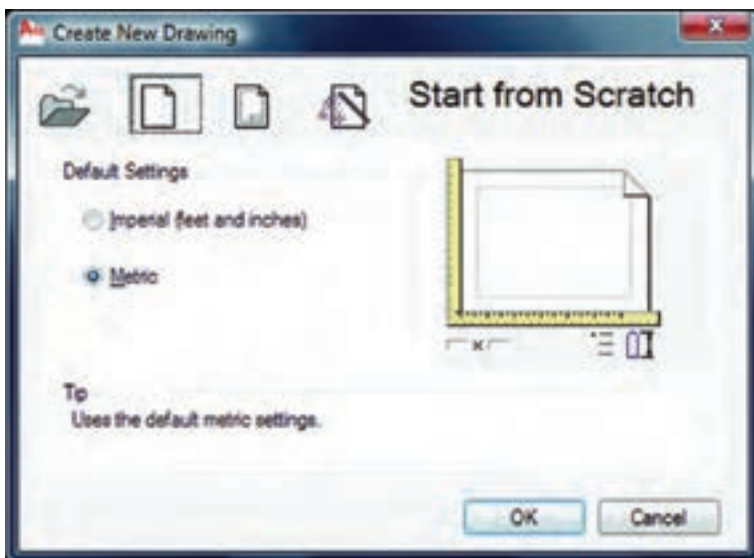 Create New Drawing
Start from Scratch
Default Settings
Imperial (feet and inches)
Metric
Tip
Uses the default metric settings.
OK
Cancel